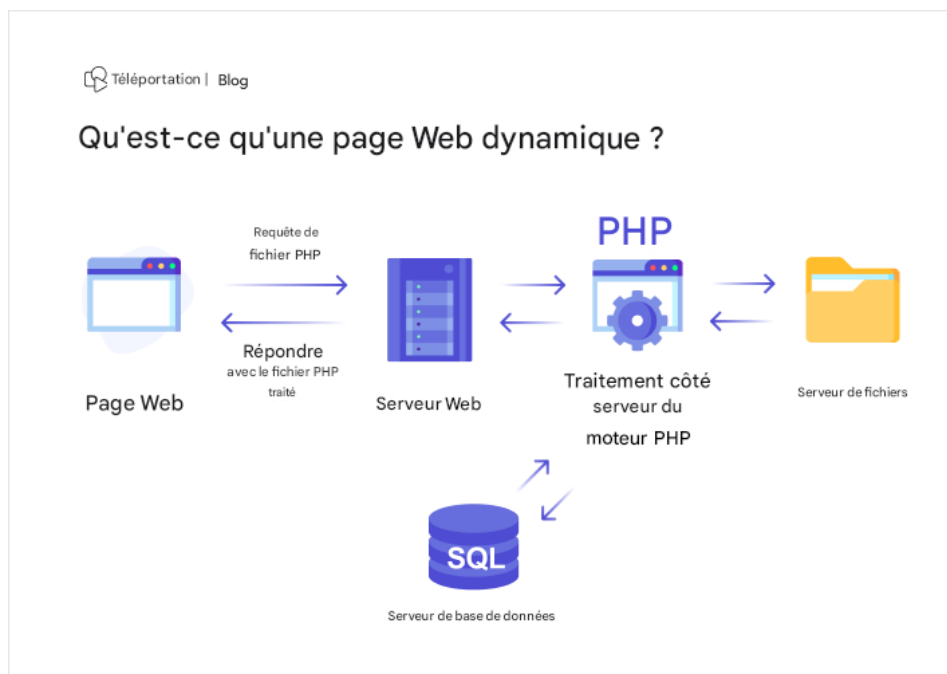 Téléportation | Blog
Qu'est-ce qu'une page Web dynamique ?
Requête de
fichier PHP
Répondre
avec le fichier PHP
traité
Page Web
Serveur Web
PHP
Traitement côté
serveur du
moteur PHP
Serveur de fichiers
SQL
Serveur de base de données